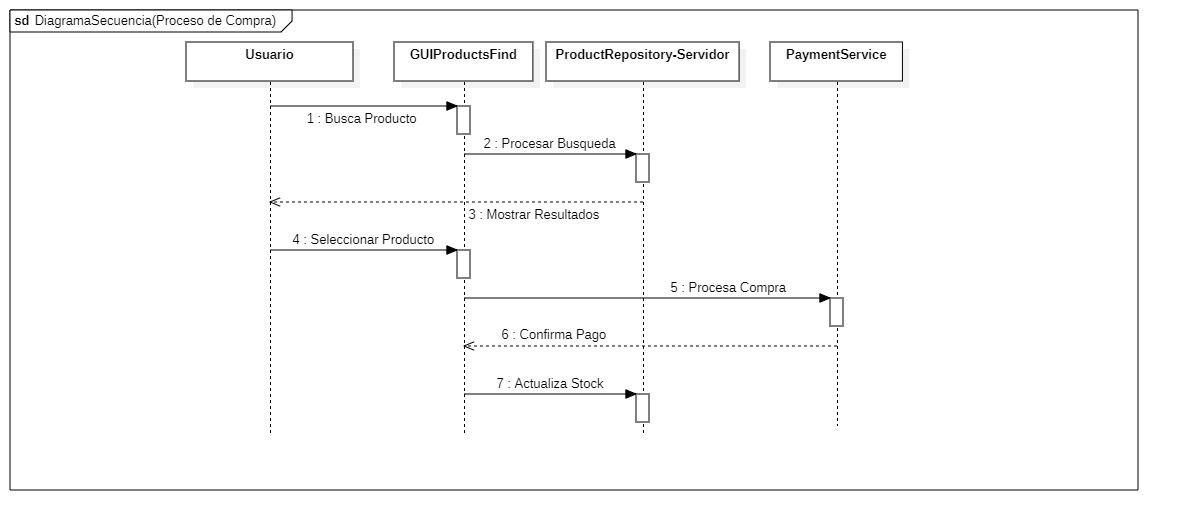 sd DiagramaSecuencia(Proceso de Compra)
Usuario
GUIProductsFind
ProductRepository-Servidor
PaymentService
1 : Busca Producto
2 : Procesar Busqueda
3 : Mostrar Resultados
4 : Seleccionar Producto
5 : Procesa Compra
6 : Confirma Pago
7 : Actualiza Stock